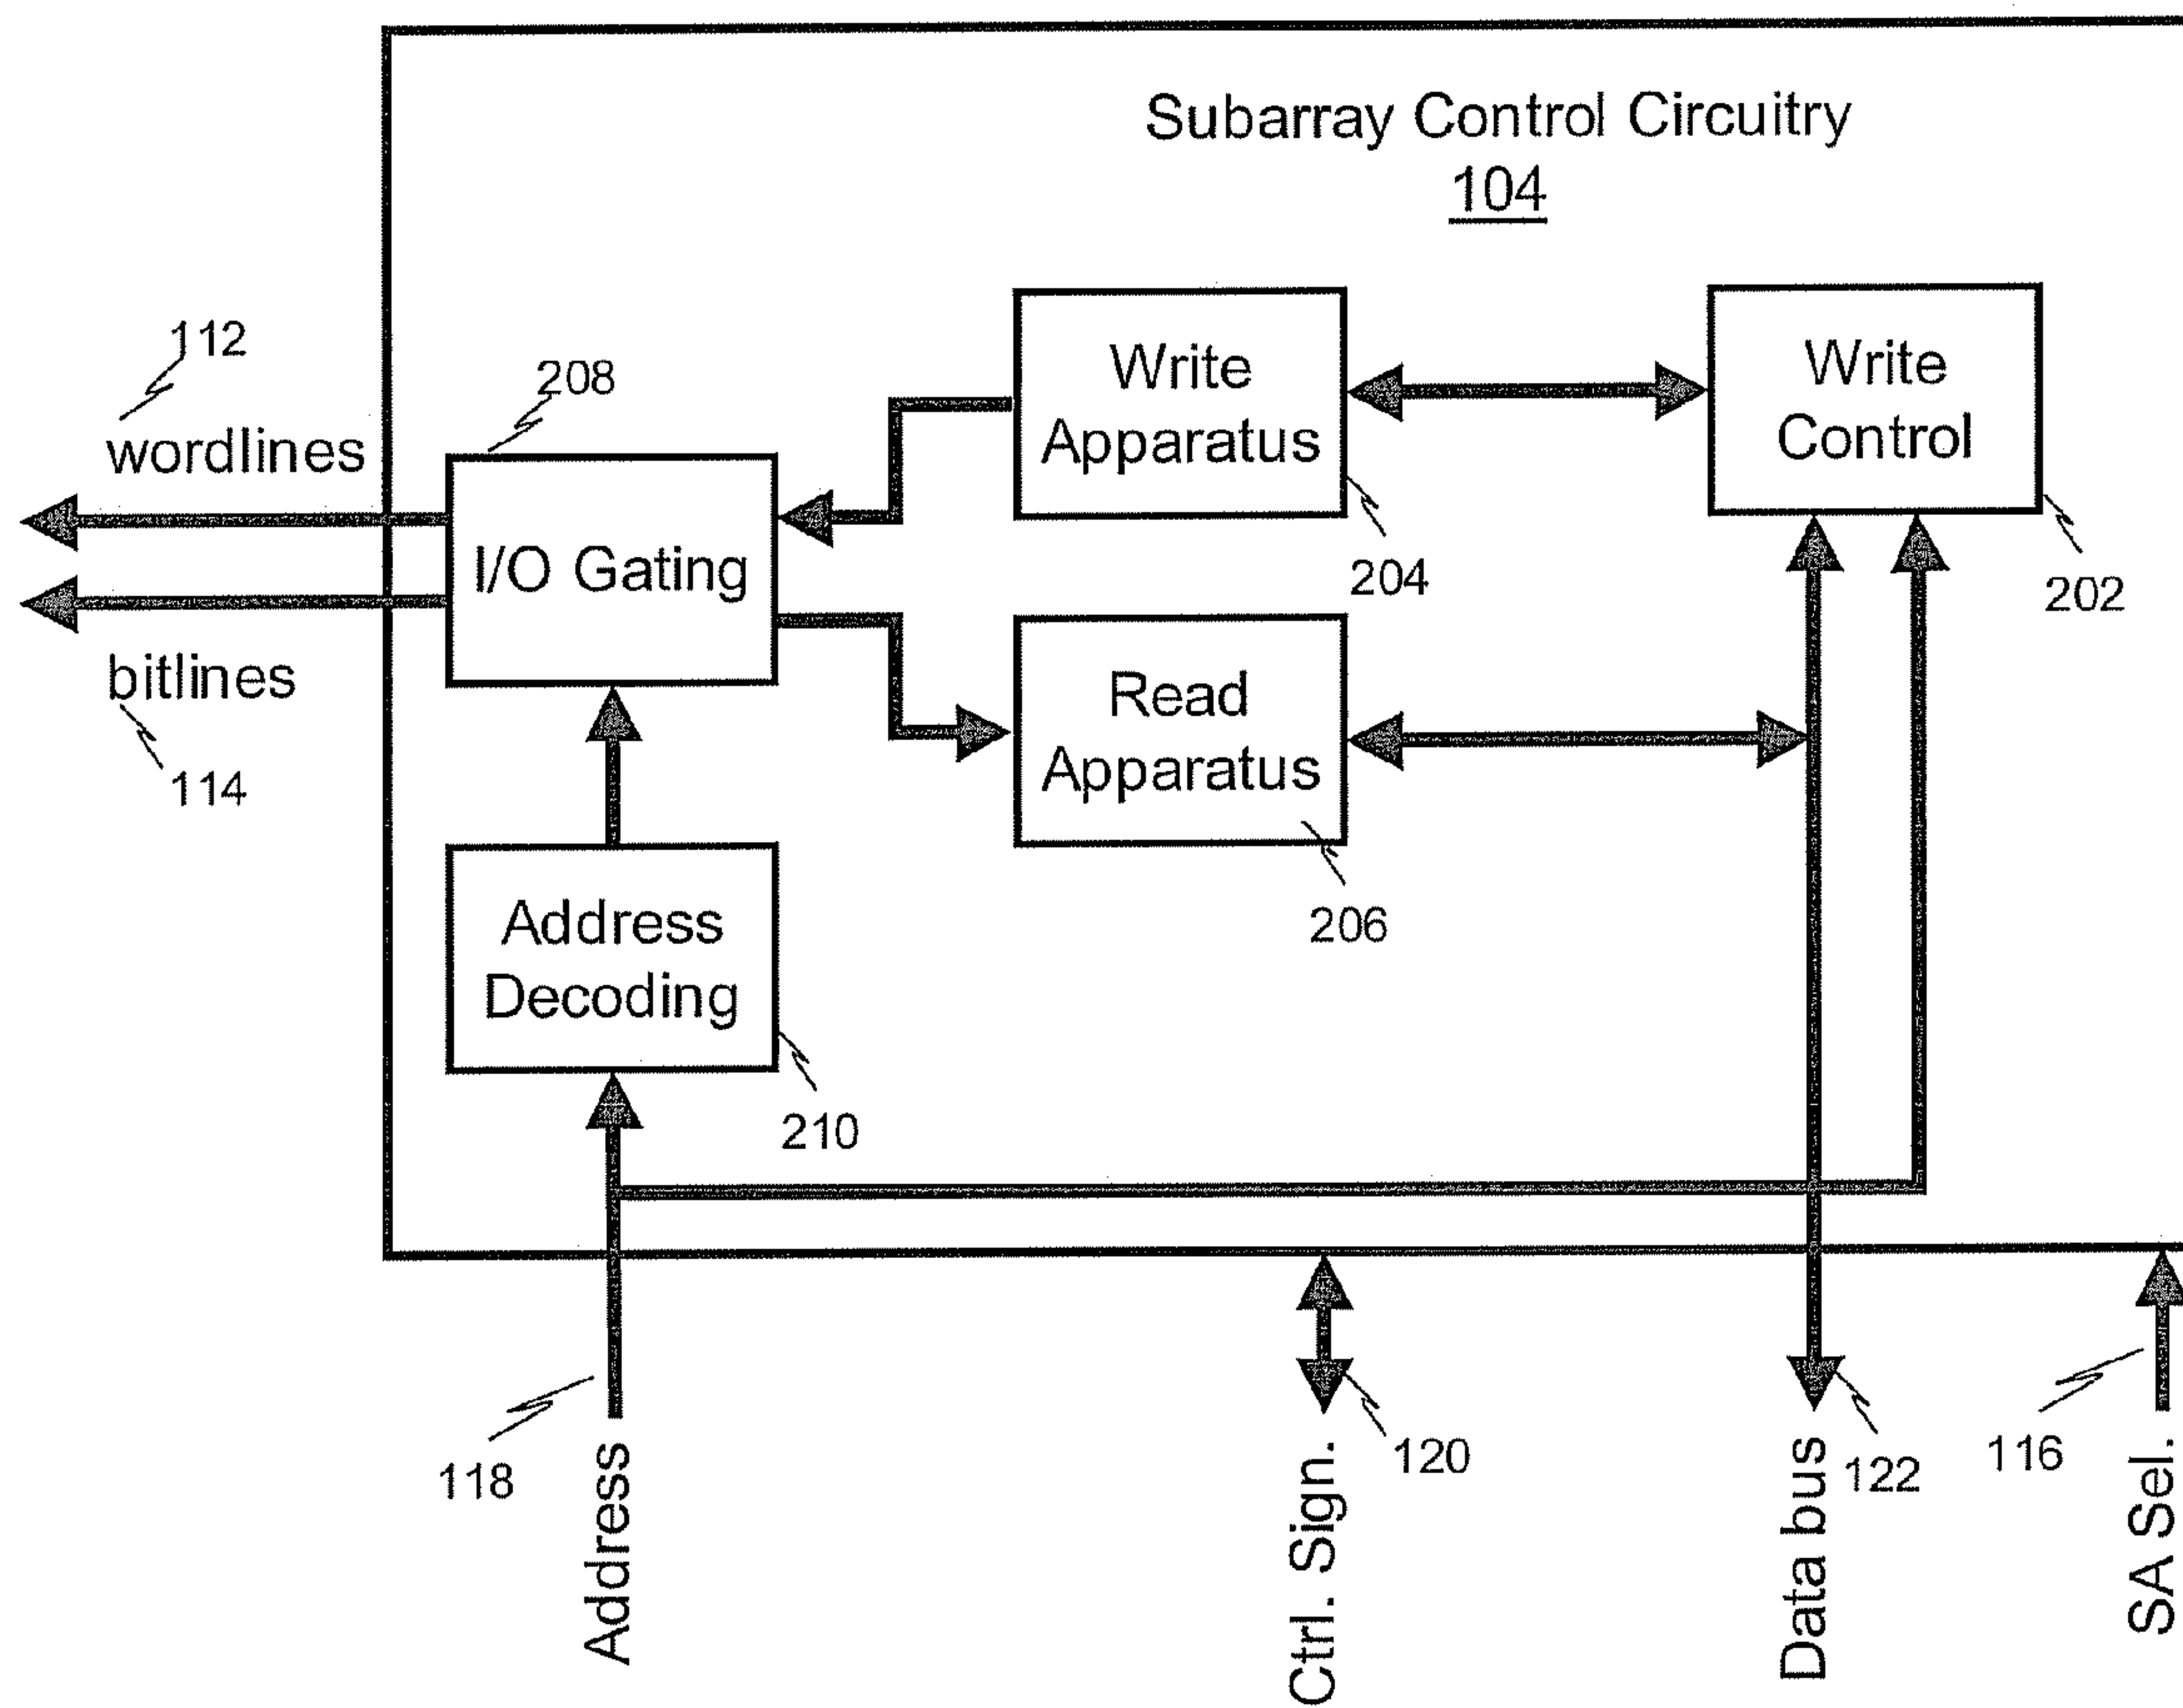 Subarray Control Circuitry
104
112
wordlines
208
Write
Apparatus
204
Write
Control
202
I/O Gating
bitlines
114
Read
Apparatus
206
Address
Decoding
210
118
Address
Ctrl. Sign.
120
Data bus
122
116
SA Sel.